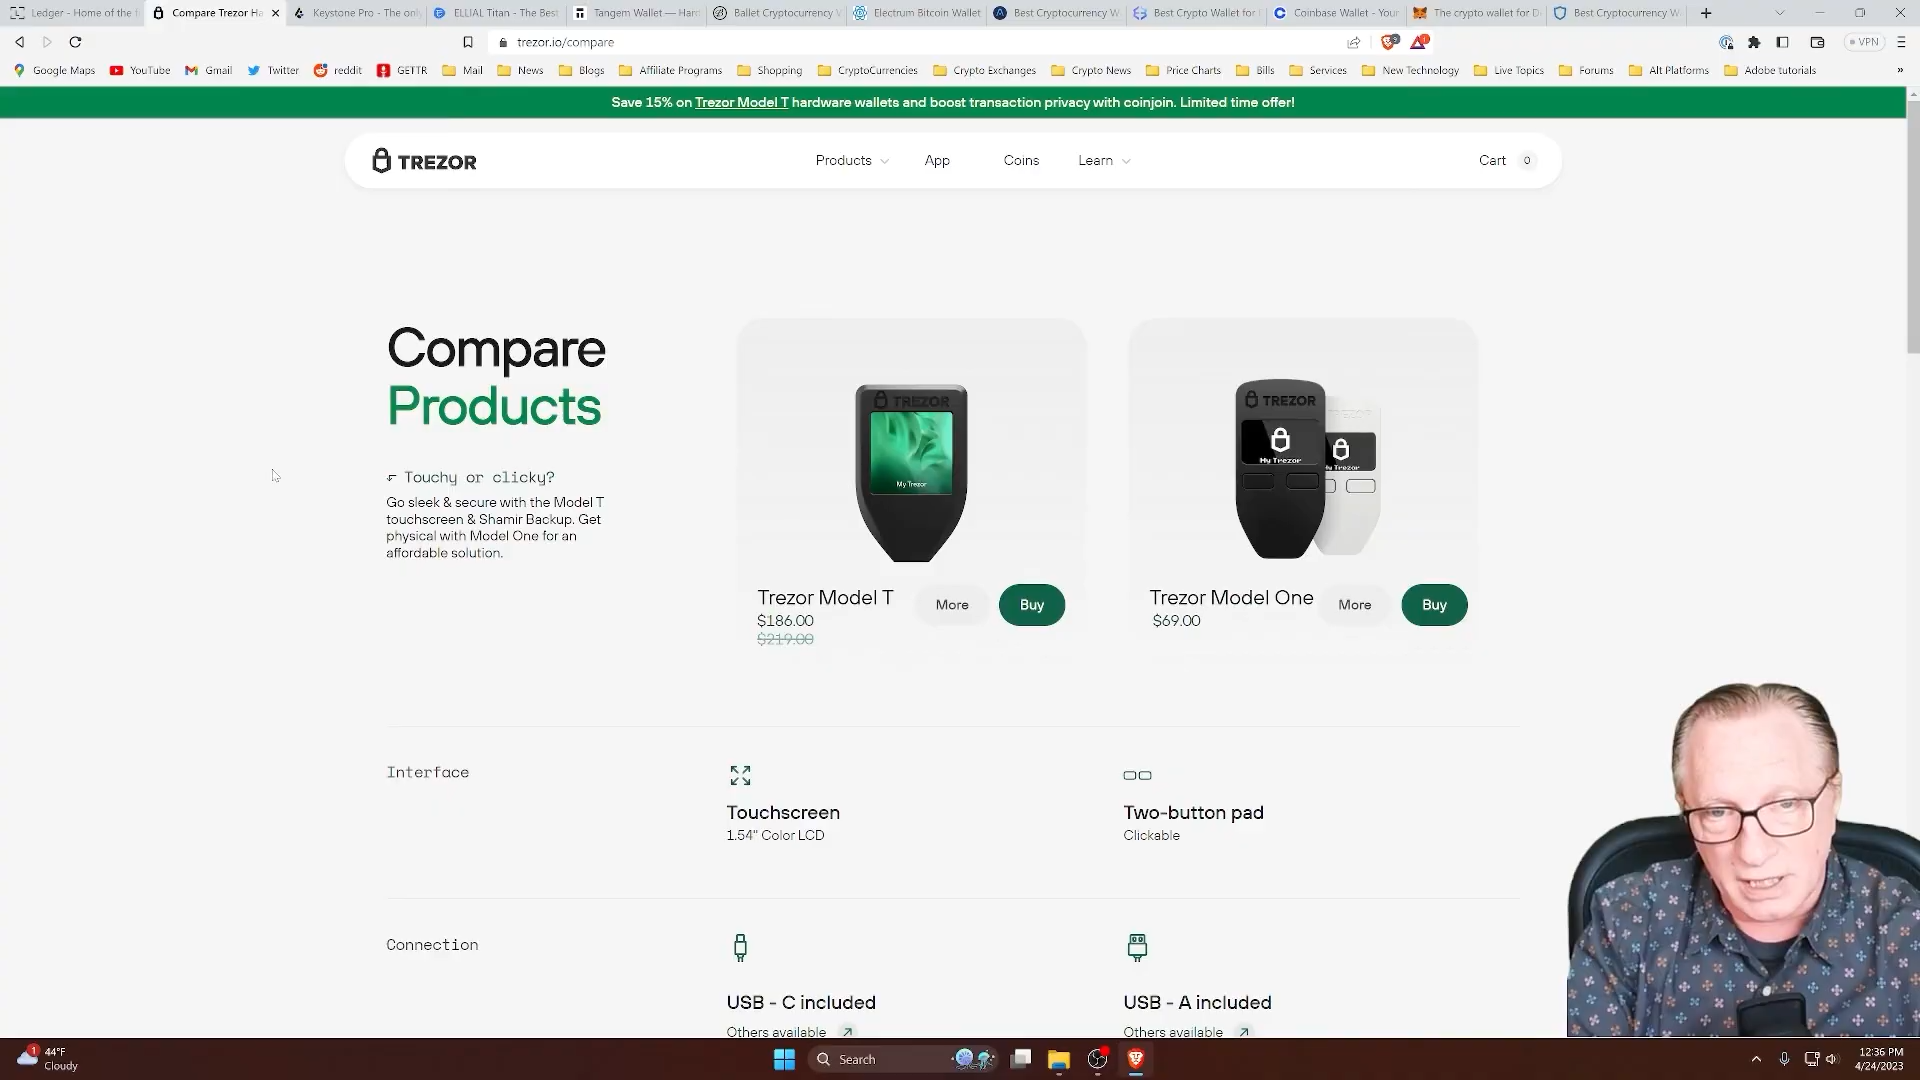 Ledger - Home of the
Compare Trezor Ha
Keystone Pro - The only
ELLIAL Titan - The Best
Tangem Wallet — Hard
Ballet Cryptocurrency
Electrum Bitcoin Wallet
Best Cryptocurrency W
Best Crypto Wallet for
Coinbase Wallet - Your
The crypto wallet for D
Best Cryptocurrency W
trezor.io/compare
VPN
Google Maps
YouTube
Gmail
Twitter
reddit
GETTR
Mail
News
Blogs
Affiliate Programs
Shopping
CryptoCurrencies
Crypto Exchanges
Crypto News
Price Charts
Bills
Services
New Technology
Live Topics
Forums
Alt Platforms
Adobe tutorials
»
Save 15% on Trezor Model T hardware wallets and boost transaction privacy with coinjoin. Limited time offer!
TREZOR
Products
App
Coins
Learn
Cart 0
Compare
Products
Touchy or clicky?
Go sleek & secure with the Model T
touchscreen & Shamir Backup. Get
physical with Model One for an
affordable solution.
TREZOR
My Trezor
Trezor Model T
$186.00
$219.00
More
Buy
TREZOR
My Trezor
Trezor Model One
$69.00
More
Buy
Interface
Touchscreen
1.54" Color LCD
Two-button pad
Clickable
Connection
USB - C included
Others available
USB - A included
Others available
1
44°F
Cloudy
Search
12:36 PM
4/24/2023